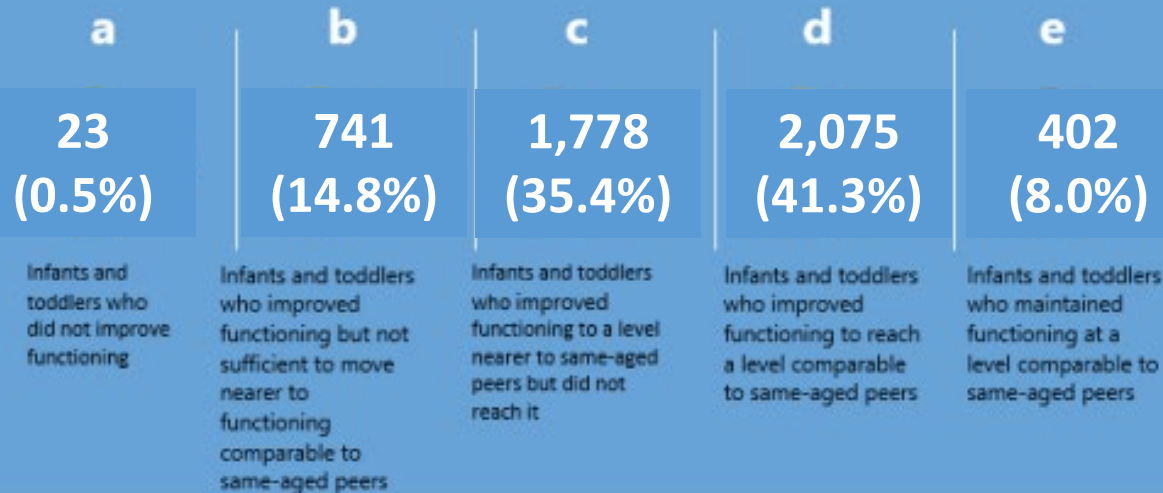 a
23
(0.5%)
Infants and
toddlers who
did not improve
functioning
b
741
(14.8%)
Infants and toddlers
who improved
functioning but not
sufficient to move
nearer to
functioning
comparable to
same-aged peers
c
1,778
(35.4%)
Infants and toddlers
who improved
functioning to a level
nearer to same-aged
peers but did not
reach it
d
2,075
(41.3%)
Infants and toddlers
who improved
functioning to reach
a level comparable
to same-aged peers
e
402
(8.0%)
Infants and toddlers
who maintained
functioning at a
level comparable to
same-aged peers